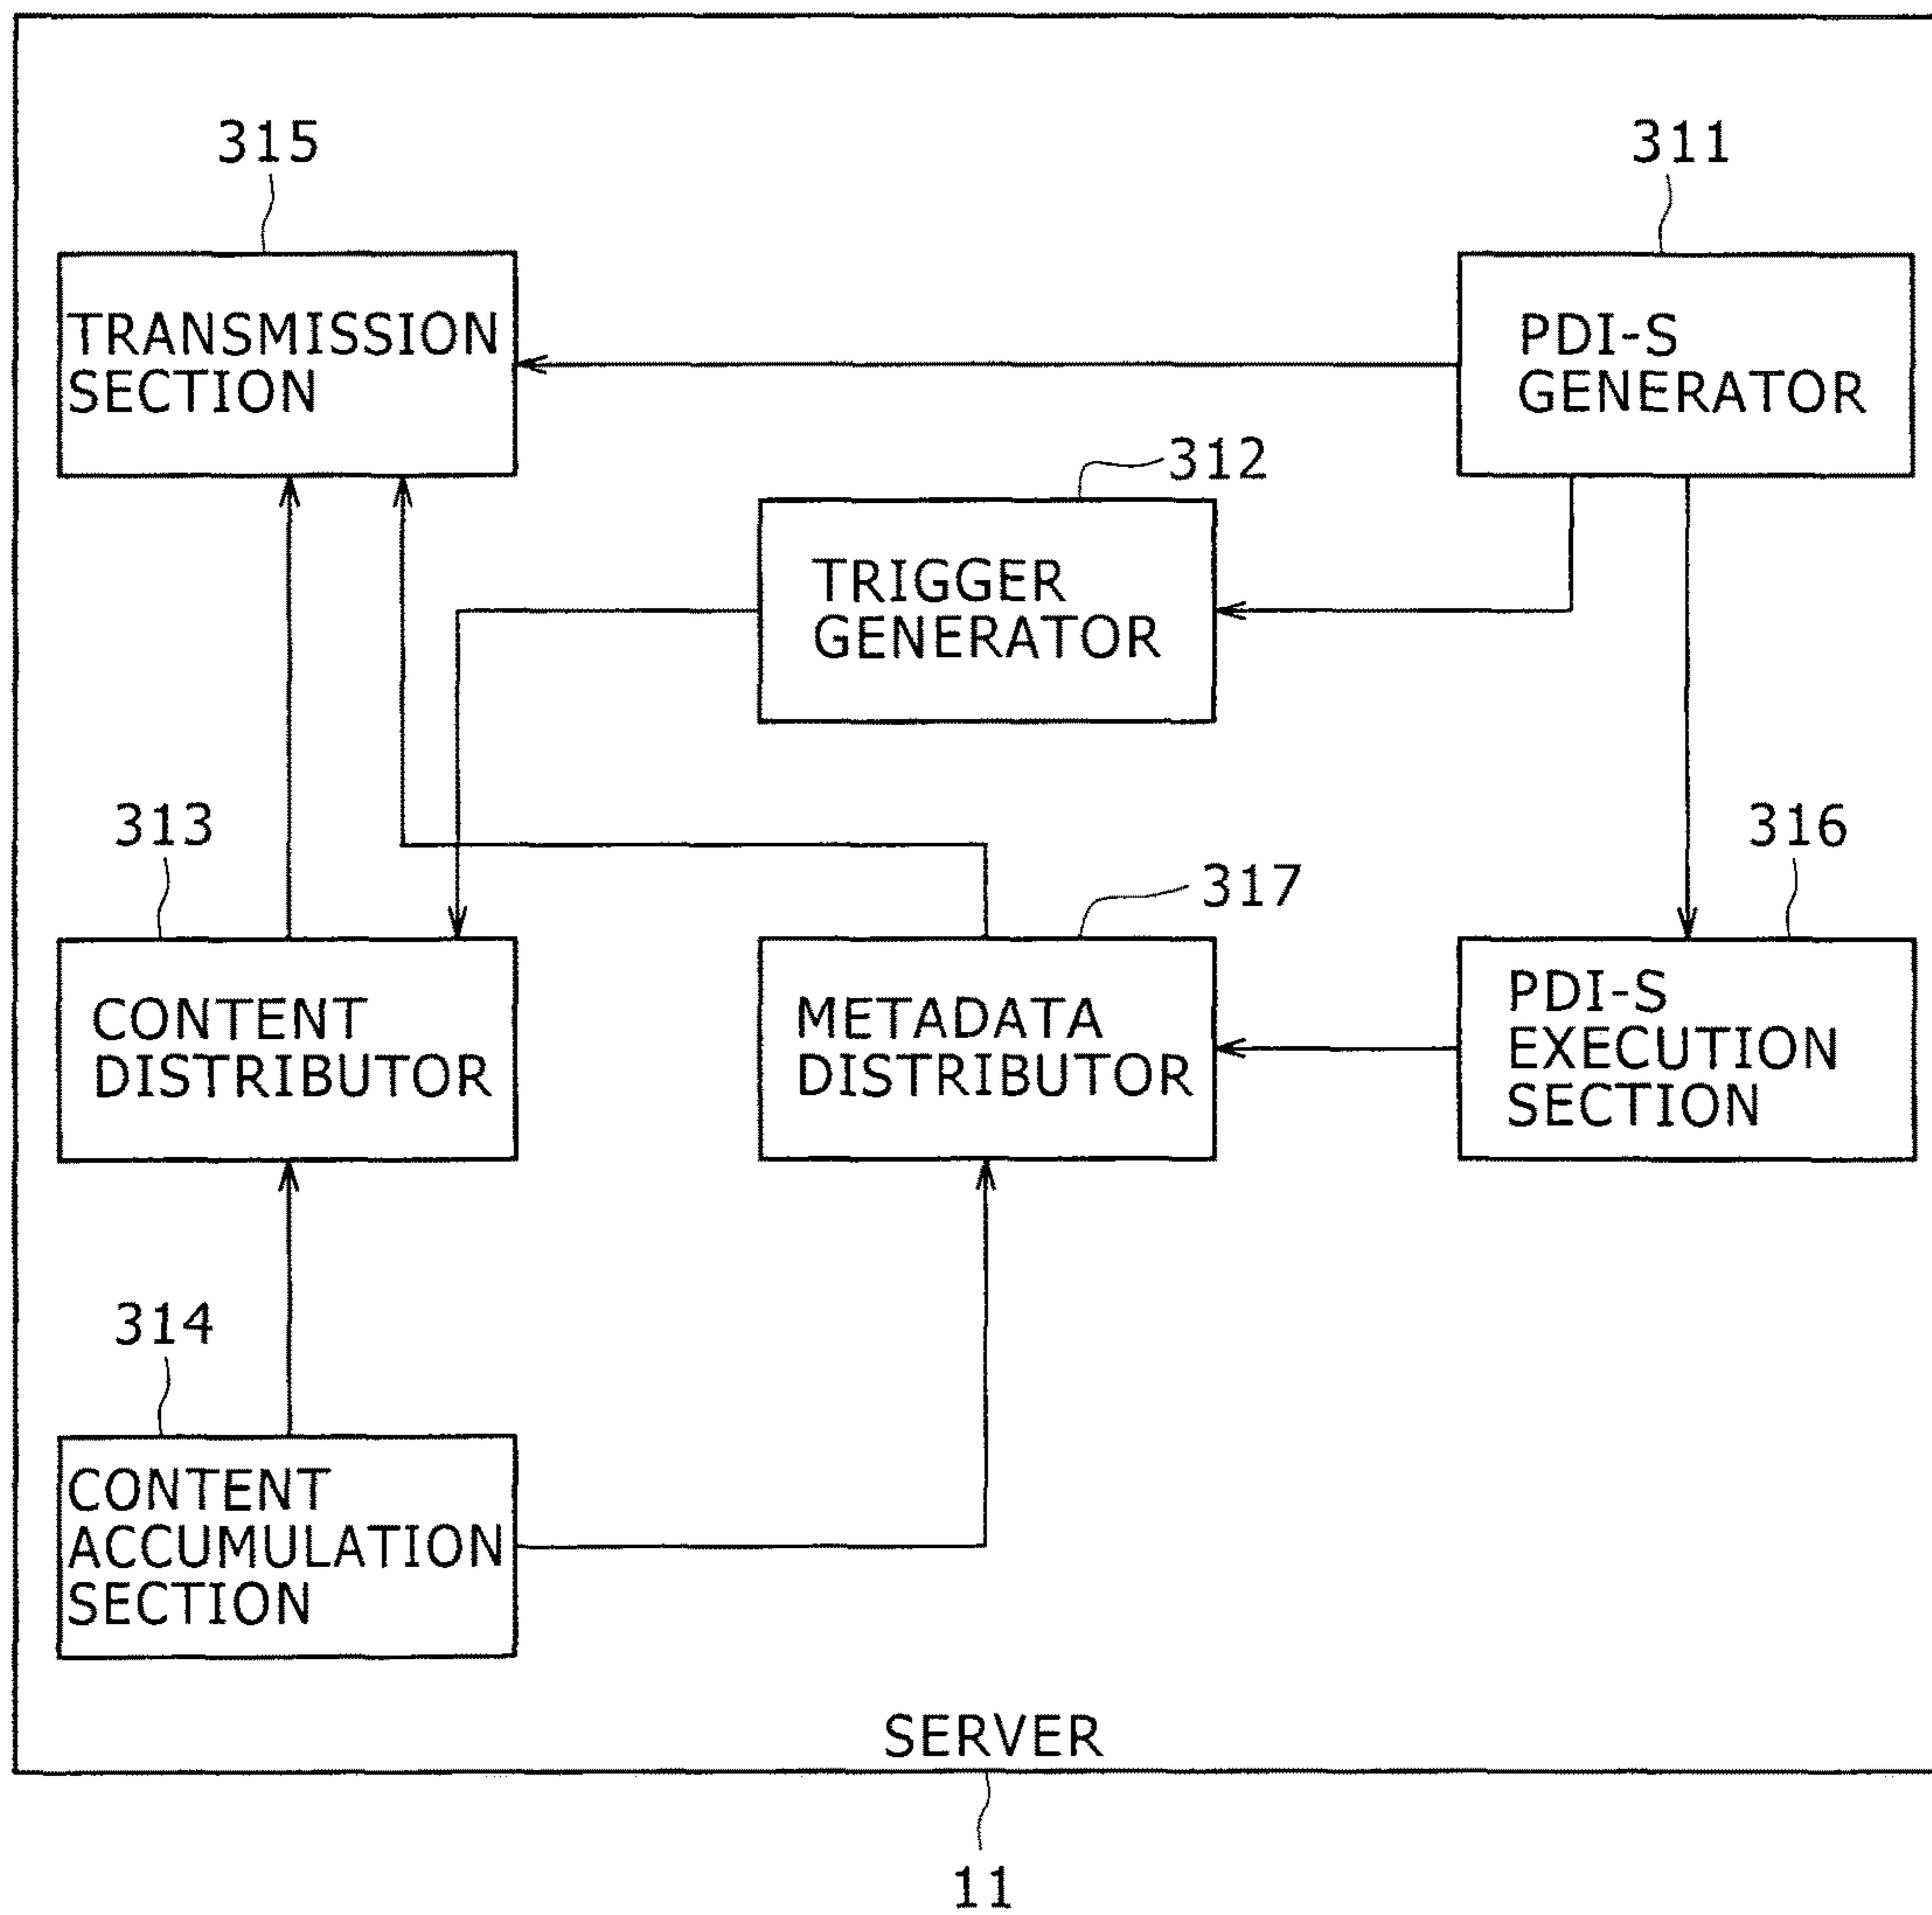 315
311
TRANSMISSION
SECTION
PDI-S
GENERATOR
312
TRIGGER
GENERATOR
313
316
317
CONTENT
DISTRIBUTOR
METADATA
DISTRIBUTOR
PDI-S
EXECUTION
SECTION
314
CONTENT
ACCUMULATION
SECTION
SERVER
11